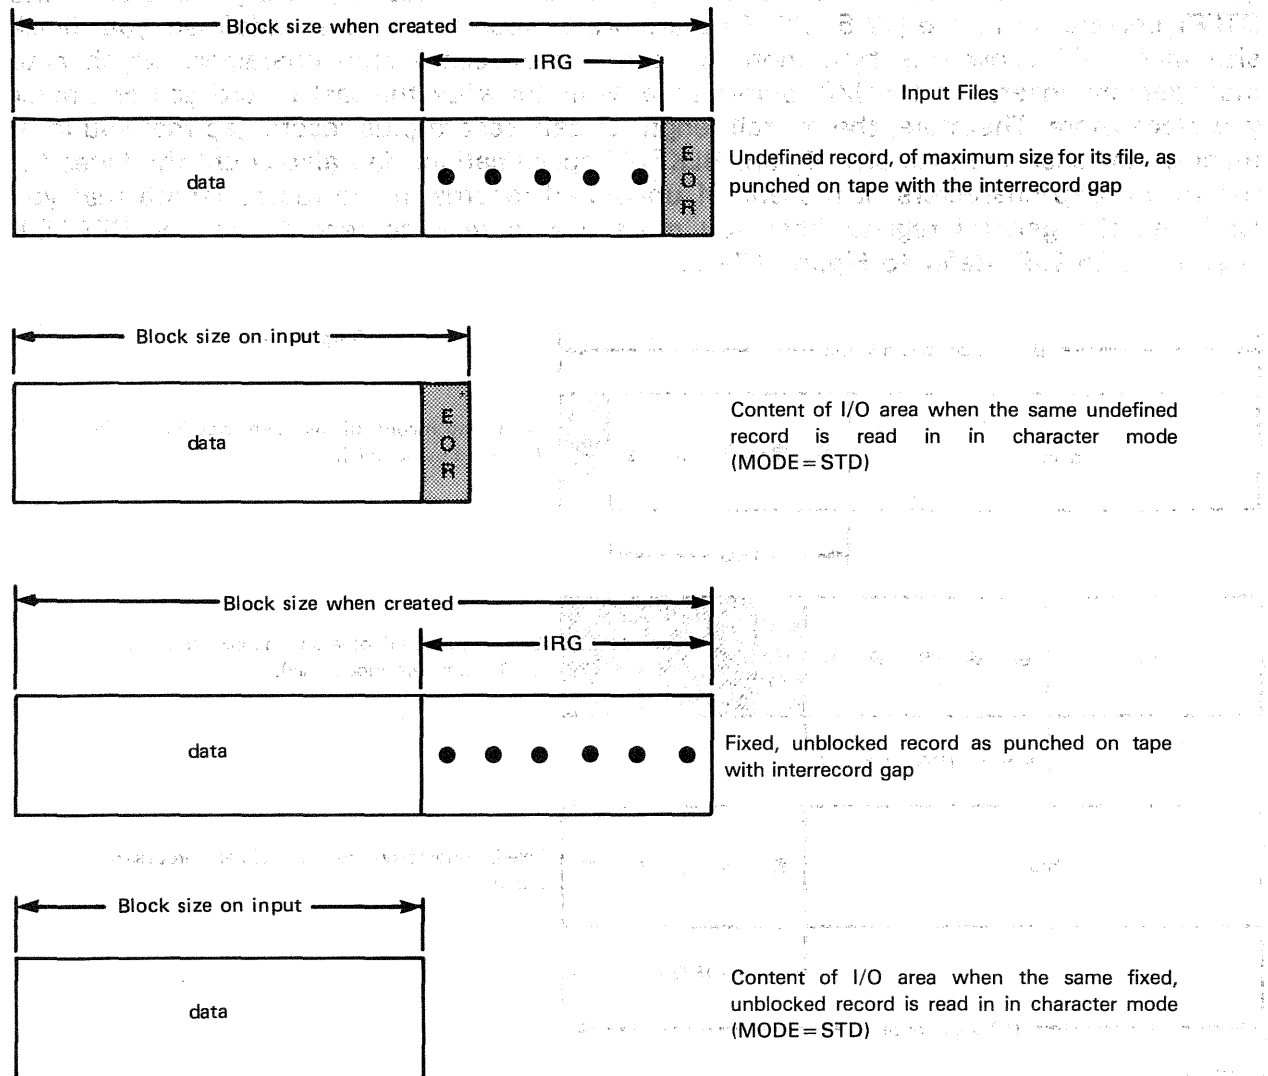 Block size when created
IRG
Input Files
data
EOR
Undefined record, of maximum size for its file, as
punched on tape with the interrecord gap
Block size on input
data
EOR
Content of I/O area when the same undefined
record is read in in character mode
(MODE=STD)
Block size when created
IRG
data
Fixed, unblocked record as punched on tape
with interrecord gap
Block size on input
data
Content of I/O area when the same fixed,
unblocked record is read in in character mode
(MODE=STD)